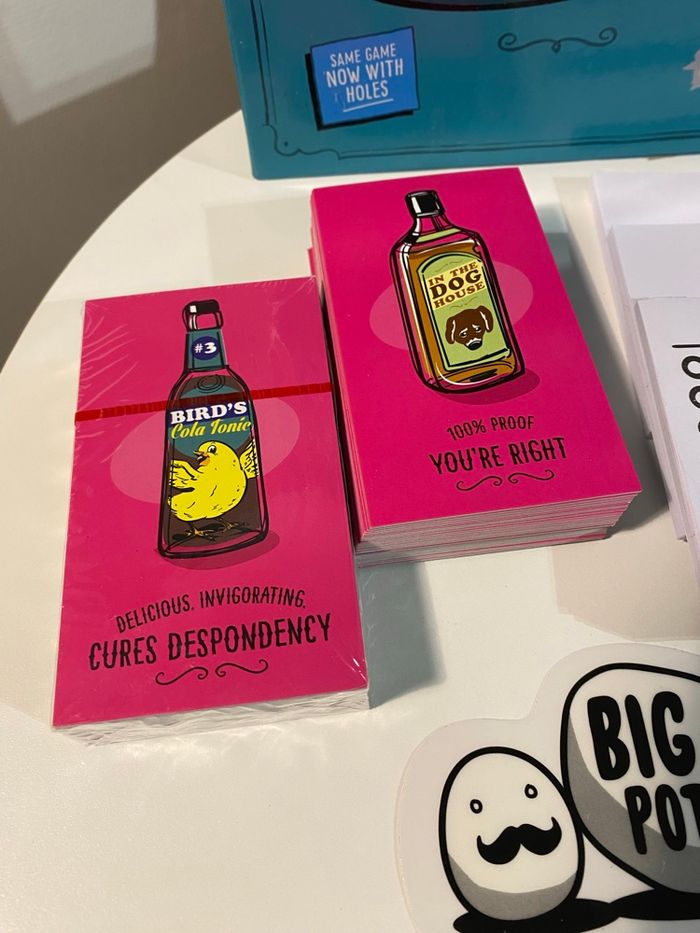 SAME GAME
NOW WITH
HOLES
IN THE
DOG
HOUSE
100% PROOF
YOU'RE RIGHT
#3
BIRD'S
Cola Tonic
DELICIOUS. INVIGORATING.
CURES DESPONDENCY
BIG